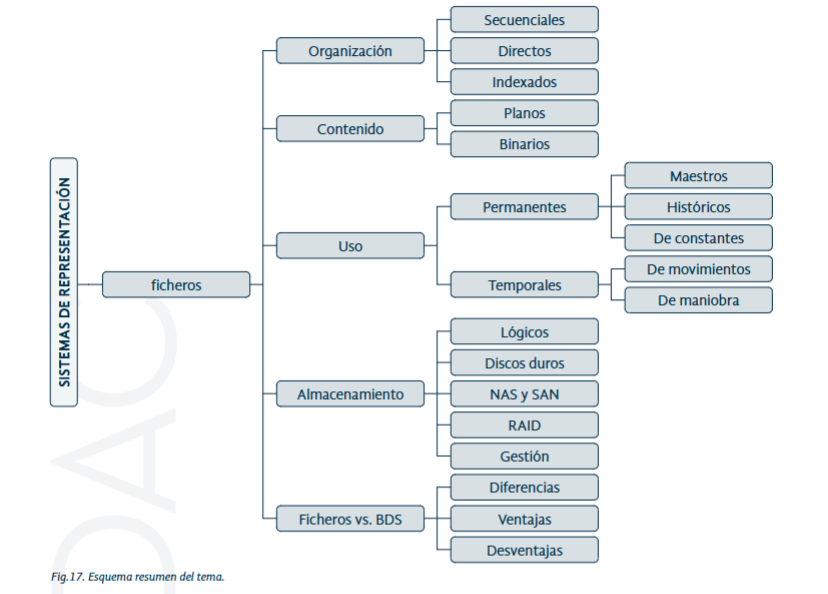 SISTEMAS DE REPRESENTACIÓN
ficheros
Organización
Secuenciales
Directos
Indexados
Contenido
Planos
Binarios
Uso
Permanentes
Maestros
Históricos
De constantes
Temporales
De movimientos
De maniobra
Almacenamiento
Lógicos
Discos duros
NAS y SAN
RAID
Gestión
Ficheros vs. BDS
Diferencias
Ventajas
Desventajas
Fig.17. Esquema resumen del tema.
DAC